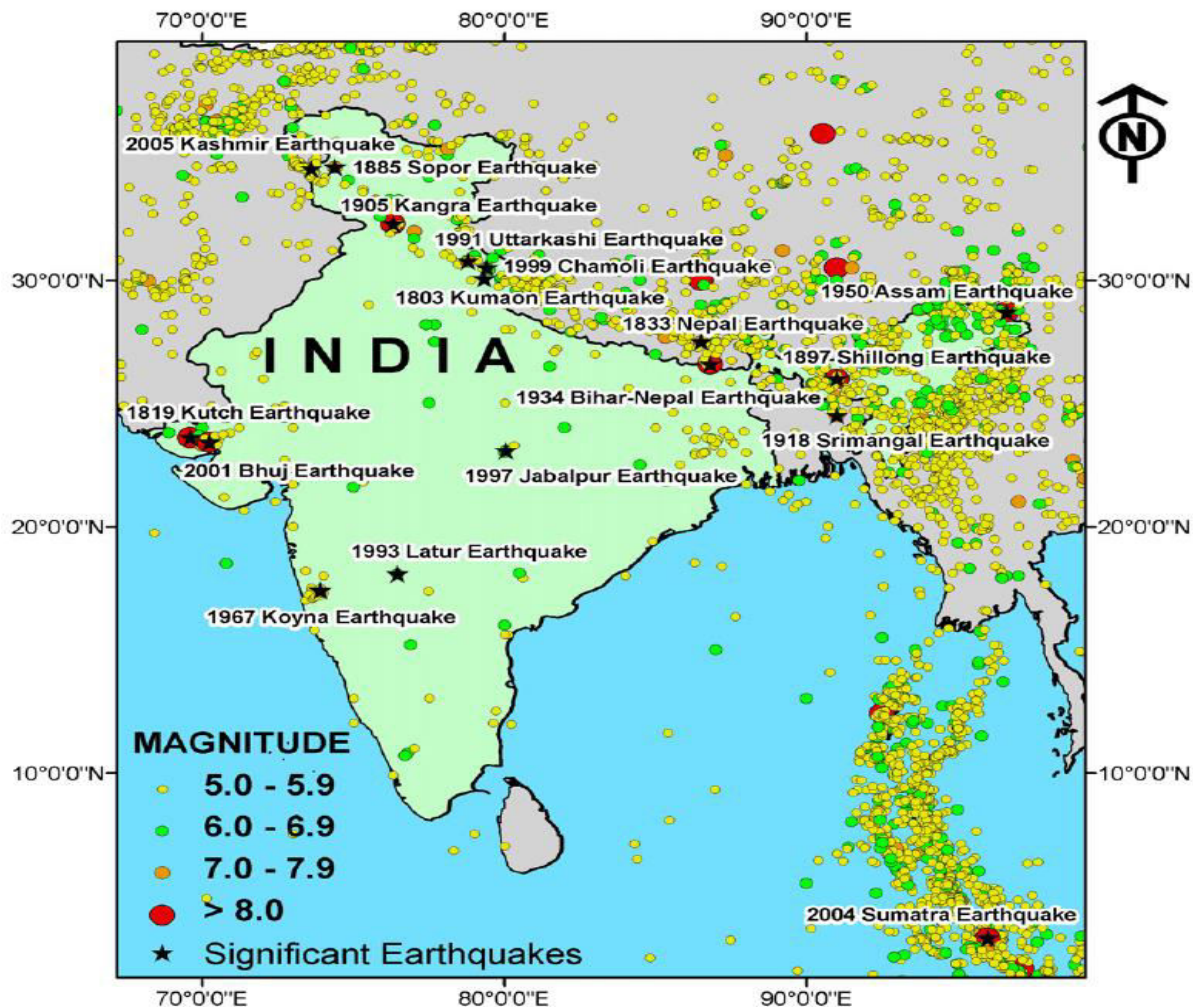 70°0'0"E 80°0'0"E 90°0'0"E
N
2005 Kashmir Earthquake
1885 Sopor Earthquake
1905 Kangra Earthquake
1991 Uttarkashi Earthquake
1999 Chamoli Earthquake
30°0'0"N 30°0'0"N
1950 Assam Earthquake
1803 Kumaon Earthquake
1833 Nepal Earthquake
INDIA
1897 Shillong Earthquake
1934 Bihar-Nepal Earthquake
1819 Kutch Earthquake
1918 Srimangal Earthquake
2001 Bhuj Earthquake
1997 Jabalpur Earthquake
20°0'0"N 20°0'0"N
1993 Latur Earthquake
1967 Koyna Earthquake
MAGNITUDE
10°0'0"N 10°0'0"N
5.0 - 5.9
6.0 - 6.9
7.0 - 7.9
> 8.0
2004 Sumatra Earthquake
Significant Earthquakes
70°0'0"E 80°0'0"E 90°0'0"E